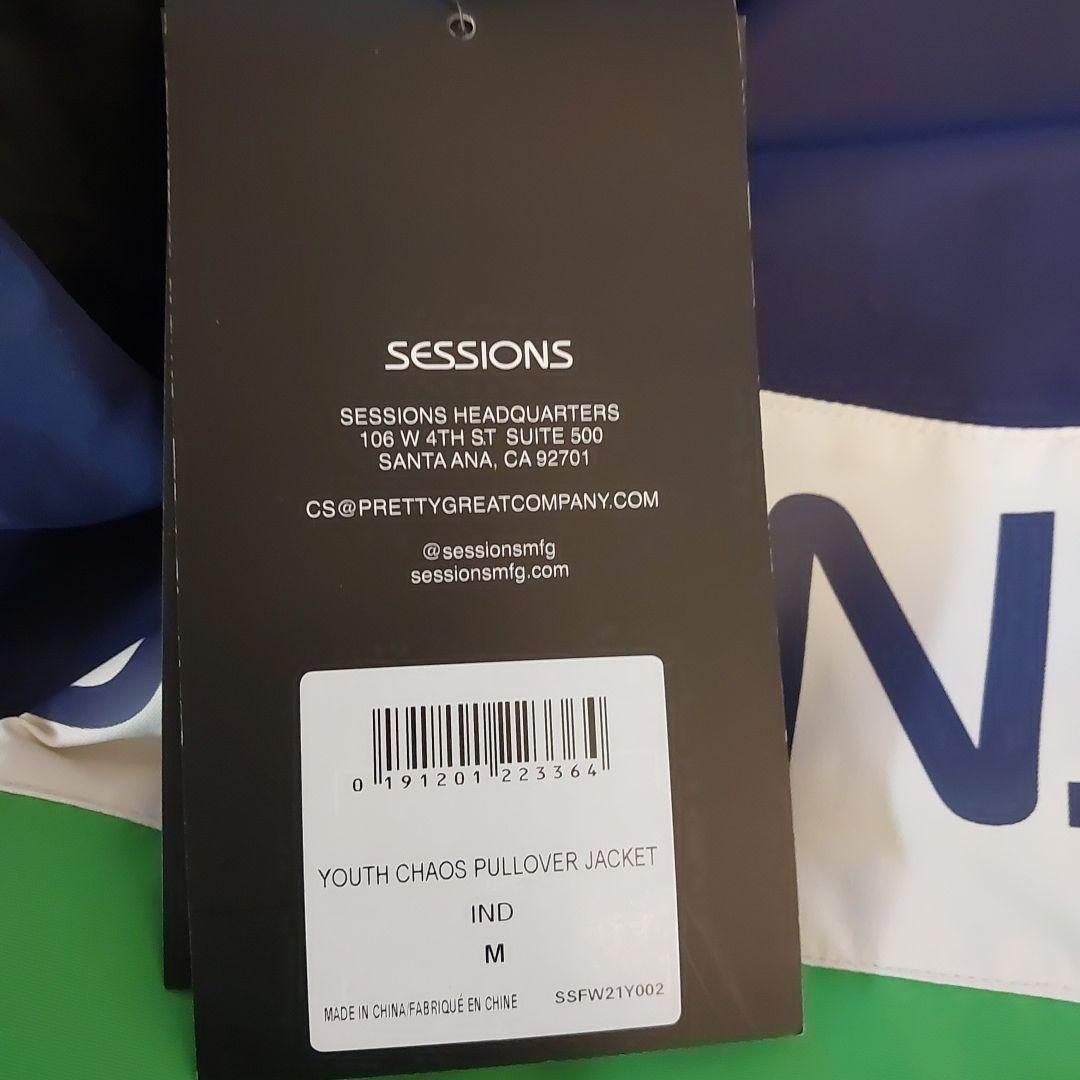 SESSIONS
SESSIONS HEADQUARTERS
106 W 4TH ST SUITE 500
SANTA ANA, CA 92701
CS@PRETTYGREATCOMPANY.COM
@sessionsmfg
sessionsmfg.com
0 191201 223364
YOUTH CHAOS PULLOVER JACKET
IND
M
MADE IN CHINA/FABRIQUÉ EN CHINE SSFW21Y002
N